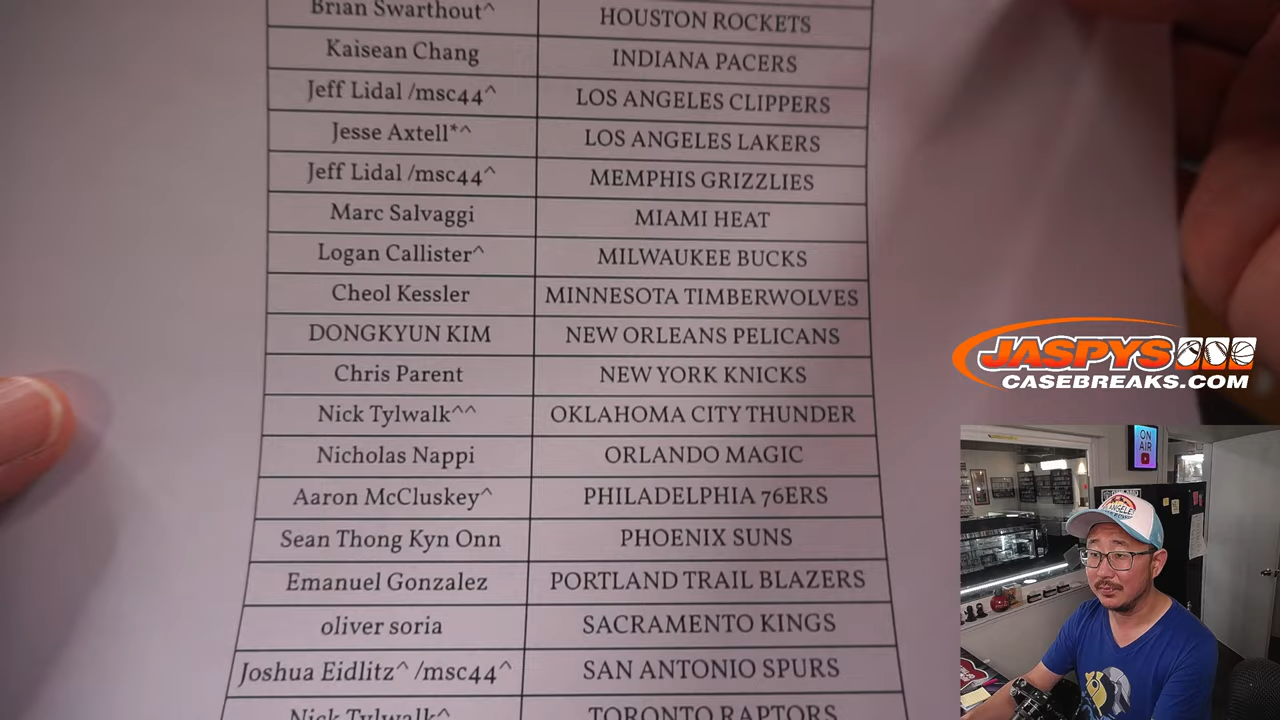 Brian Swarthout^ HOUSTON ROCKETS
Kaisean Chang INDIANA PACERS
Jeff Lidal /msc44^ LOS ANGELES CLIPPERS
Jesse Axtell*^ LOS ANGELES LAKERS
Jeff Lidal /msc44^ MEMPHIS GRIZZLIES
Marc Salvaggi MIAMI HEAT
Logan Callister^ MILWAUKEE BUCKS
Cheol Kessler MINNESOTA TIMBERWOLVES
DONGKYUN KIM NEW ORLEANS PELICANS
Chris Parent NEW YORK KNICKS
Nick Tylwalk^^ OKLAHOMA CITY THUNDER
Nicholas Nappi ORLANDO MAGIC
Aaron McCluskey^ PHILADELPHIA 76ERS
Sean Thong Kyn Onn PHOENIX SUNS
Emanuel Gonzalez PORTLAND TRAIL BLAZERS
oliver soria SACRAMENTO KINGS
Joshua Eidlitz^ /msc44^ SAN ANTONIO SPURS
Nick Tylwalk^ TORONTO RAPTORS
JASPYS
CASEBREAKS.COM
ON
AIR